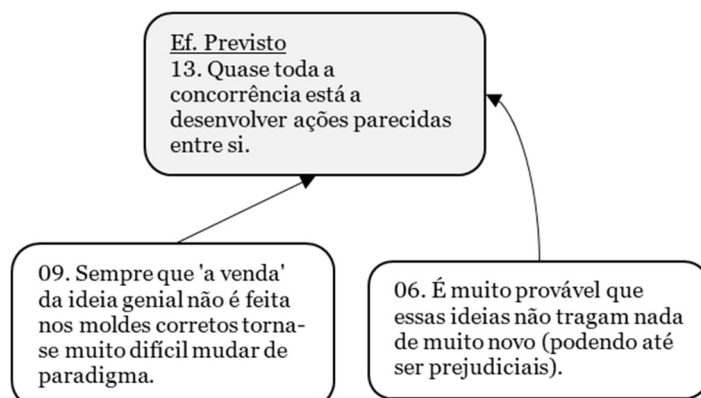 Ef. Previsto
13. Quase toda a
concorrência está a
desenvolver ações parecidas
entre si.
09. Sempre que 'a venda'
da ideia genial não é feita
nos moldes corretos torna-
se muito difícil mudar de
paradigma.
06. É muito provável que
essas ideias não tragam nada
de muito novo (podendo até
ser prejudiciais).